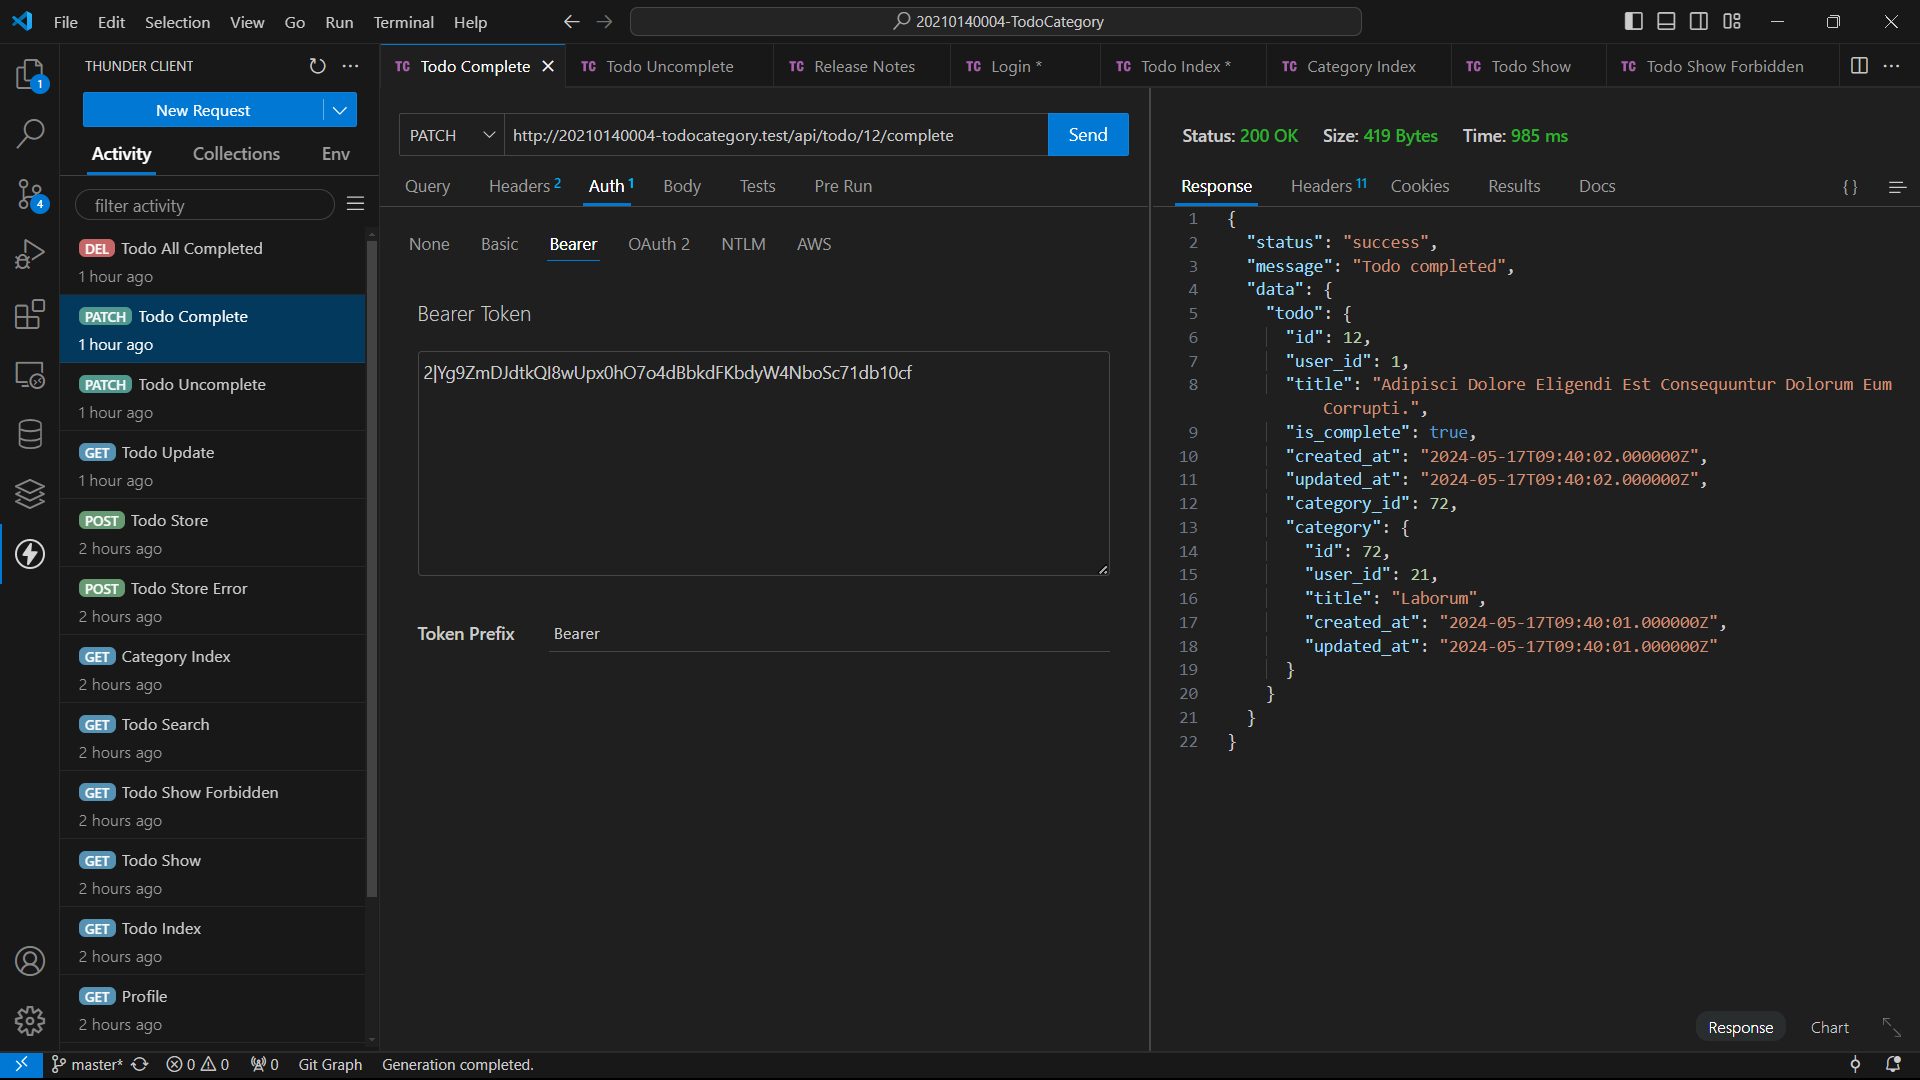 File Edit Selection View Go Run Terminal Help
20210140004-TodoCategory
THUNDER CLIENT
New Request
Activity Collections Env
filter activity
DEL Todo All Completed
1 hour ago
PATCH Todo Complete
1 hour ago
PATCH Todo Uncomplete
1 hour ago
GET Todo Update
1 hour ago
POST Todo Store
2 hours ago
POST Todo Store Error
2 hours ago
GET Category Index
2 hours ago
GET Todo Search
2 hours ago
GET Todo Show Forbidden
2 hours ago
GET Todo Show
2 hours ago
GET Todo Index
2 hours ago
GET Profile
2 hours ago
1
4
TC Todo Complete TC Todo Uncomplete TC Release Notes TC Login * TC Todo Index * TC Category Index TC Todo Show TC Todo Show Forbidden
PATCH http://20210140004-todocategory.test/api/todo/12/complete Send
Query Headers 2 Auth 1 Body Tests Pre Run
None Basic Bearer OAuth 2 NTLM AWS
Bearer Token
2|Yg9ZmDJdtkQI8wUpx0hO7o4dBbkdFKbdyW4NboSc71db10cf
Token Prefix Bearer
Status: 200 OK Size: 419 Bytes Time: 985 ms
Response Headers 11 Cookies Results Docs {}
1 {
2 "status": "success",
3 "message": "Todo completed",
4 "data": {
5 "todo": {
6 "id": 12,
7 "user_id": 1,
8 "title": "Adipisci Dolore Eligendi Est Consequuntur Dolorum Eum
Corrupti.",
9 "is_complete": true,
10 "created_at": "2024-05-17T09:40:02.000000Z",
11 "updated_at": "2024-05-17T09:40:02.000000Z",
12 "category_id": 72,
13 "category": {
14 "id": 72,
15 "user_id": 21,
16 "title": "Laborum",
17 "created_at": "2024-05-17T09:40:01.000000Z",
18 "updated_at": "2024-05-17T09:40:01.000000Z"
19 }
20 }
21 }
22 }
Response Chart
master* 0 0 0 Git Graph Generation completed.